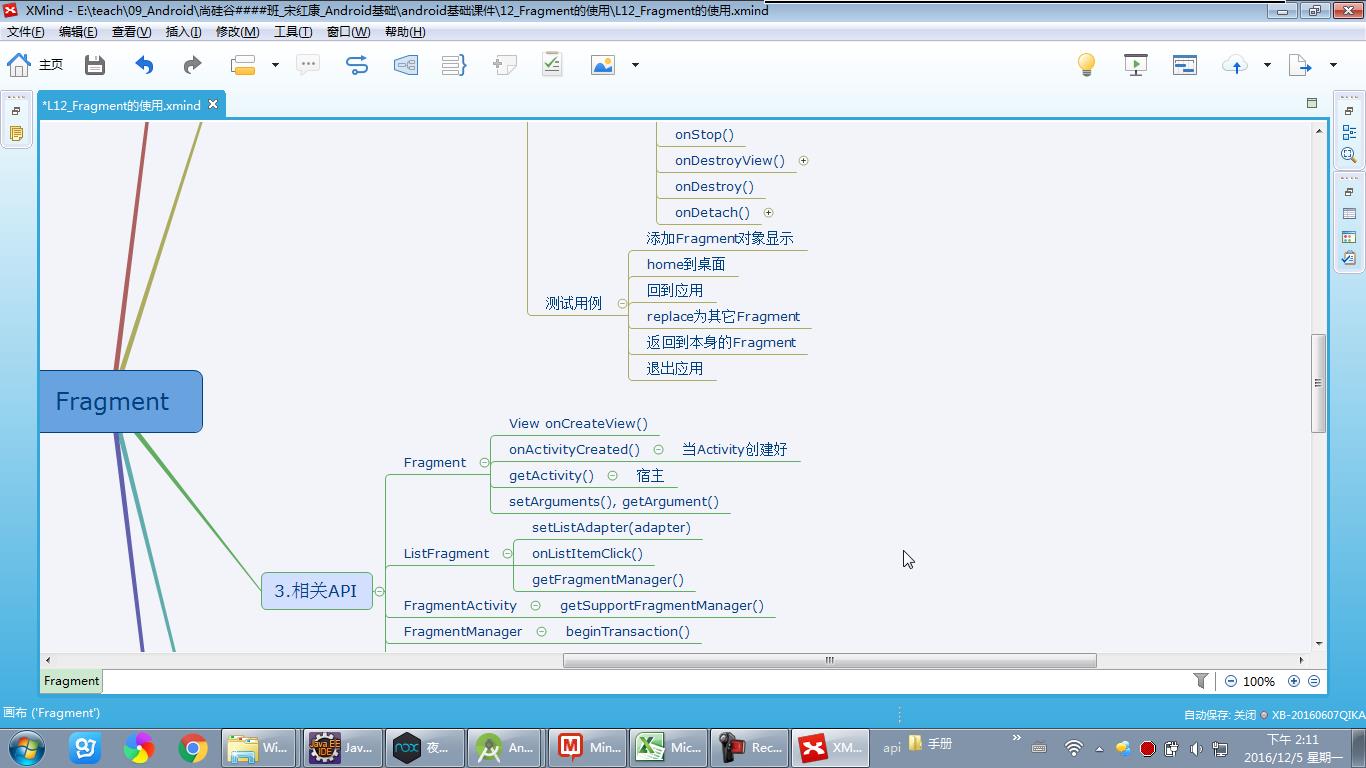 XMind - E:\teach\09_Android\尚硅谷####班_宋红康_Android基础\android基础课件\12_Fragment的使用\L12_Fragment的使用.xmind
文件(F) 编辑(E) 查看(V) 插入(I) 修改(M) 工具(T) 窗口(W) 帮助(H)
主页
*L12_Fragment的使用.xmind
onStop()
onDestroyView()
onDestroy()
onDetach()
添加Fragment对象显示
home到桌面
回到应用
测试用例
replace为其它Fragment
返回到本身的Fragment
退出应用
Fragment
View onCreateView()
onActivityCreated() 当Activity创建好
Fragment
getActivity() 宿主
setArguments(), getArgument()
setListAdapter(adapter)
ListFragment onListItemClick()
getFragmentManager()
3.相关API
FragmentActivity getSupportFragmentManager()
FragmentManager beginTransaction()
Fragment
100%
画布 ('Fragment')
自动保存: 关闭 XB-20160607QIKA
Wi... Jav... 夜... An... Min... Mic... Rec... XM... api 手册
下午 2:11
2016/12/5 星期一